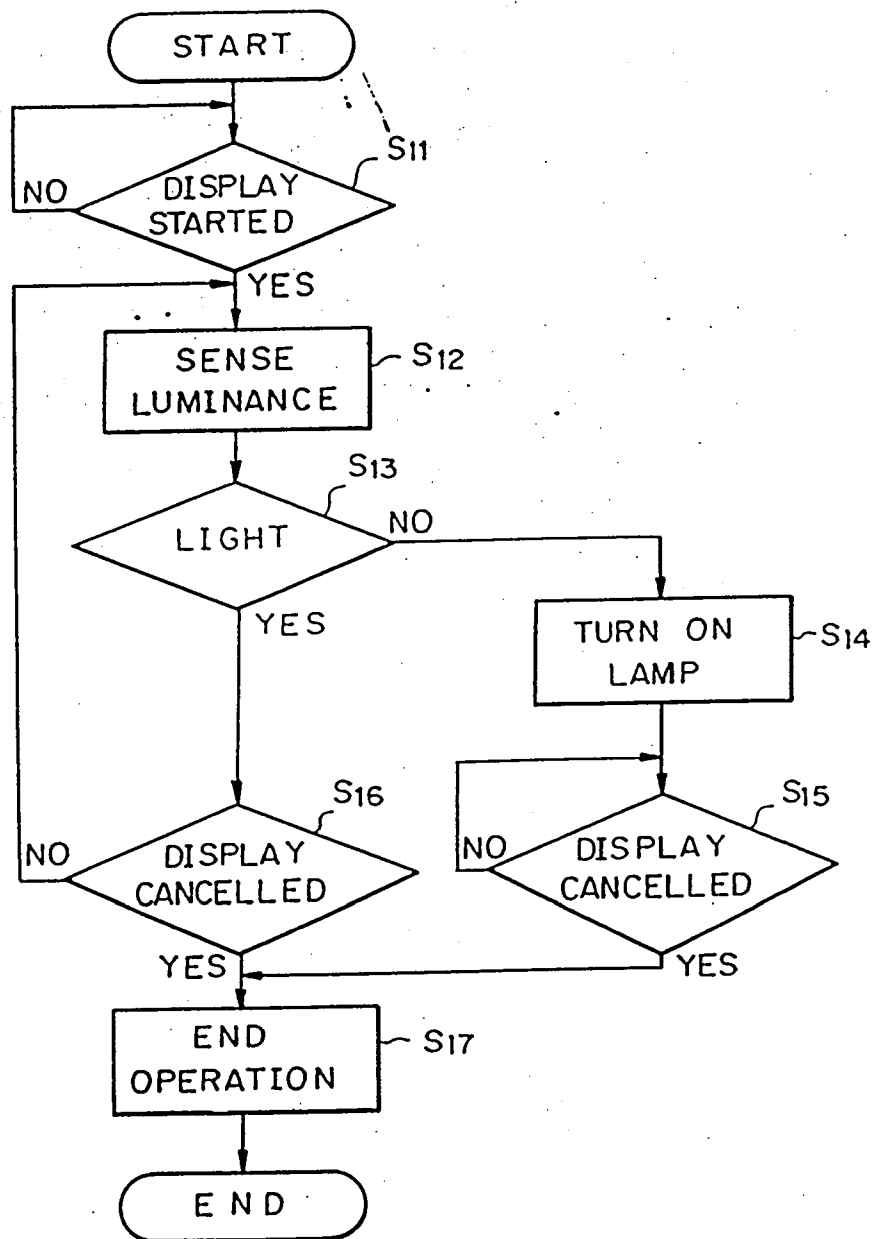 START
S11
DISPLAY
STARTED
NO
YES
SENSE
LUMINANCE
S12
S13
LIGHT
NO
YES
TURN ON
LAMP
S14
S16
DISPLAY
CANCELLED
NO
YES
S15
DISPLAY
CANCELLED
NO
YES
END
OPERATION
S17
END